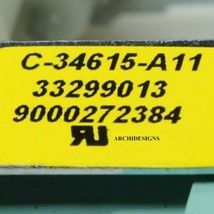 C-34615-A11
33299013
9000272384
ARCHIDESIGNS